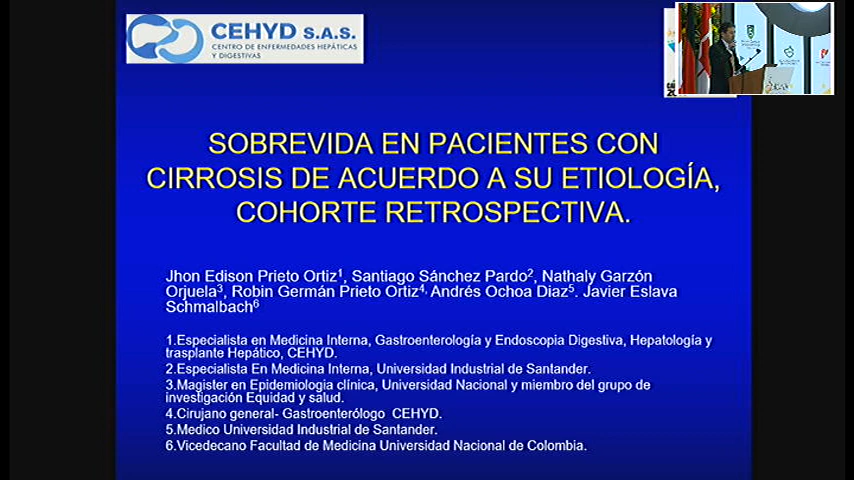 CEHYD S.A.S.
CENTRO DE ENFERMEDADES HEPÁTICAS
Y DIGESTIVAS
SOBREVIDA EN PACIENTES CON
CIRROSIS DE ACUERDO A SU ETIOLOGÍA,
COHORTE RETROSPECTIVA.
Jhon Edison Prieto Ortiz1, Santiago Sánchez Pardo2, Nathaly Garzón
Orjuela3, Robin Germán Prieto Ortiz4, Andrés Ochoa Diaz5. Javier Eslava
Schmalbach6
1.Especialista en Medicina Interna, Gastroenterología y Endoscopia Digestiva, Hepatología y
trasplante Hepático, CEHYD.
2.Especialista En Medicina Interna, Universidad Industrial de Santander.
3.Magister en Epidemiologia clínica, Universidad Nacional y miembro del grupo de
investigación Equidad y salud.
4.Cirujano general- Gastroenterólogo CEHYD.
5.Medico Universidad Industrial de Santander.
6.Vicedecano Facultad de Medicina Universidad Nacional de Colombia.